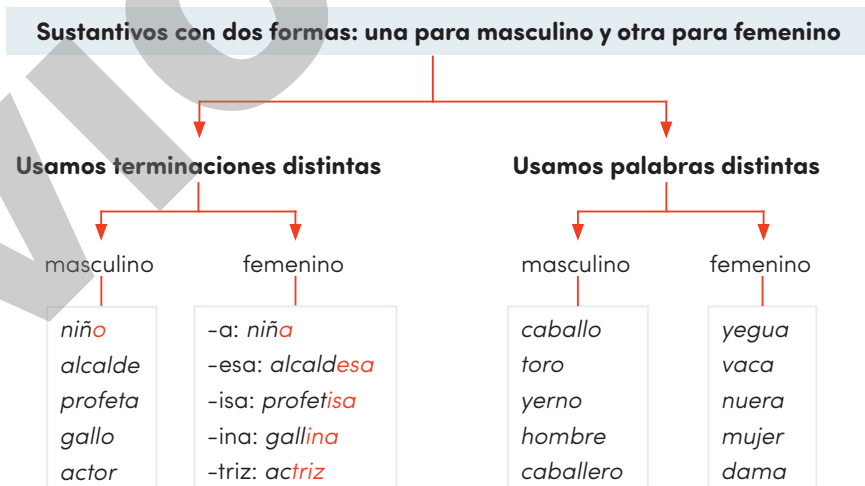 Sustantivos con dos formas: una para masculino y otra para femenino
Usamos terminaciones distintas
Usamos palabras distintas
masculino
femenino
masculino
femenino
niño
alcalde
profeta
gallo
actor
-a: niña
-esa: alcaldesa
-isa: profetisa
-ina: gallina
-triz: actriz
caballo
toro
yerno
hombre
caballero
yegua
vaca
nuera
mujer
dama